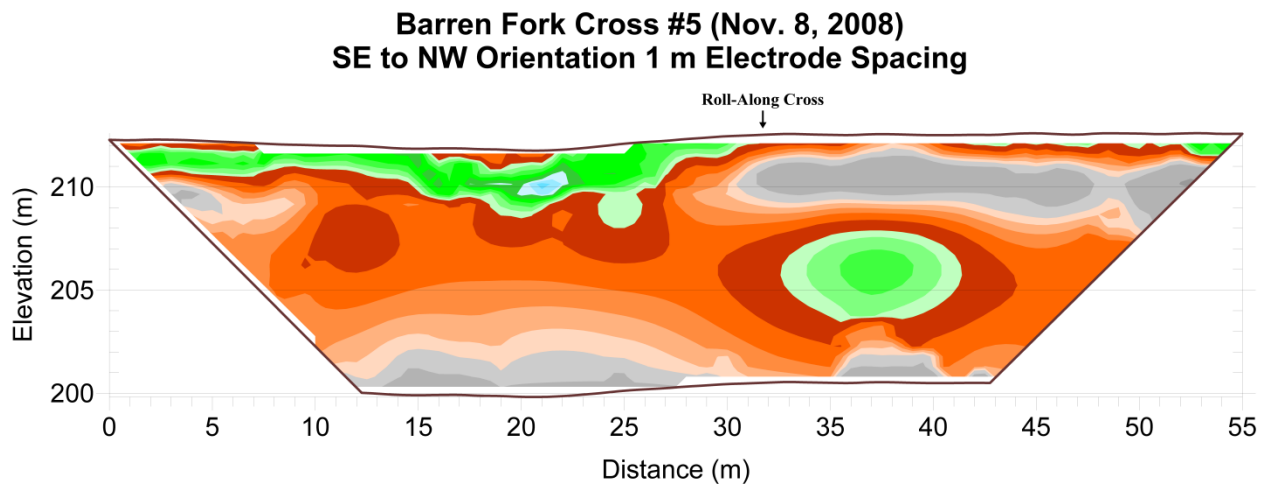 Barren Fork Cross #5 (Nov. 8, 2008)
SE to NW Orientation 1 m Electrode Spacing
Roll-Along Cross
Elevation (m)
210
205
200
0 5 10 15 20 25 30 35 40 45 50 55
Distance (m)